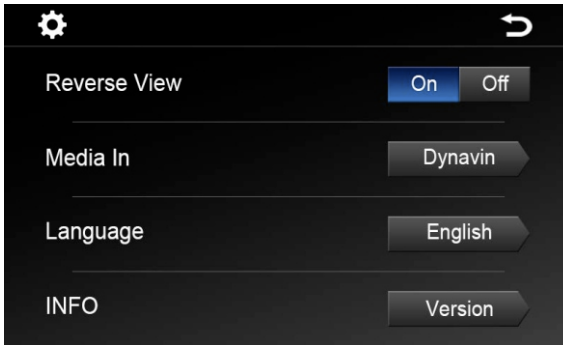 Reverse View On Off
Media In Dynavin
Language English
INFO Version